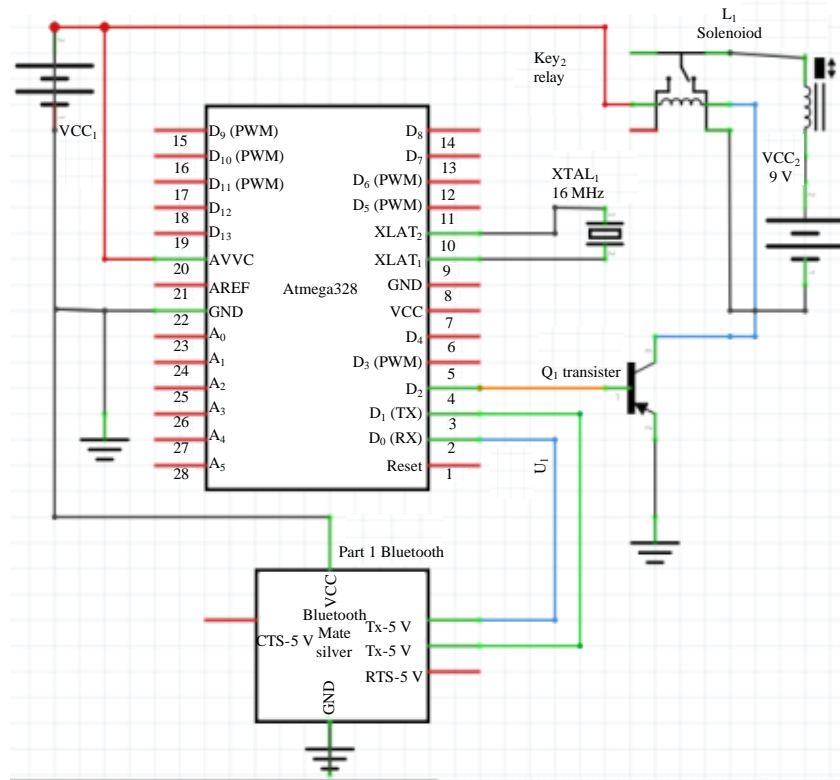 L1
Solenoiod
Key2
relay
VCC1
D9 (PWM)
15
D10 (PWM)
16
D11 (PWM)
17
D12
18
D13
19
AVVC
20
AREF
21
GND
22
A0
23
A1
24
A2
25
A3
26
A4
27
A5
28
Atmega328
D8
14
D7
13
D6 (PWM)
12
D5 (PWM)
11
XLAT2
10
XLAT1
9
GND
8
VCC
7
D4
6
D3 (PWM)
5
D2
4
D1 (TX)
3
D0 (RX)
2
Reset
1
XTAL1
16 MHz
VCC2
9 V
Q1 transister
U1
Part 1 Bluetooth
VCC
Bluetooth
Mate
silver
CTS-5 V
Tx-5 V
Tx-5 V
RTS-5 V
GND